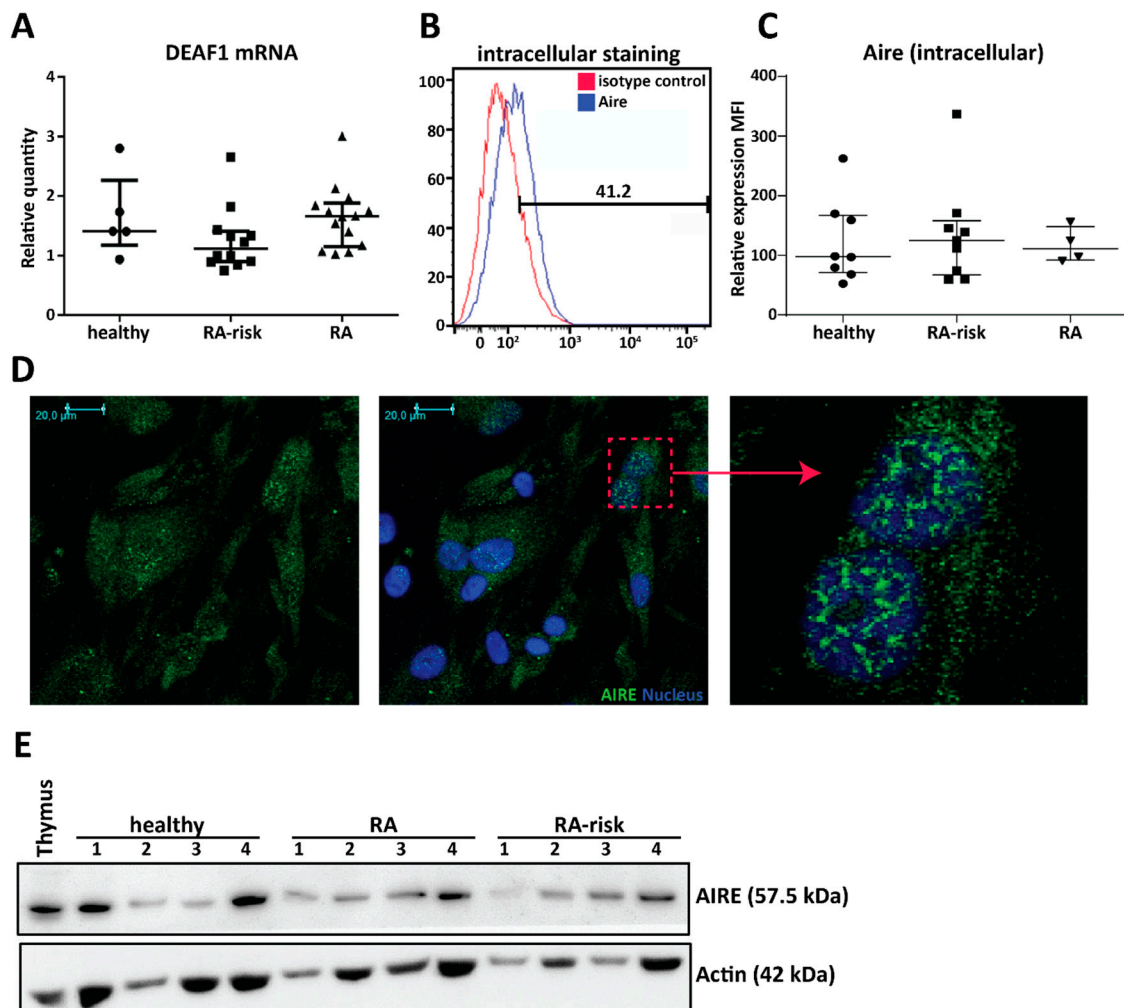 A
DEAF1 mRNA
Relative quantity
4
3
2
1
0
healthy RA-risk RA
B
intracellular staining
isotype control
Aire
100
80
60
40
20
0
41.2
0 10² 10³ 10⁴ 10⁵
C
Aire (intracellular)
Relative expression MFI
400
300
200
100
0
healthy RA-risk RA
D
20,0 µm
20,0 µm
AIRE Nucleus
E
Thymus
healthy RA RA-risk
1 2 3 4 1 2 3 4 1 2 3 4
AIRE (57.5 kDa)
Actin (42 kDa)